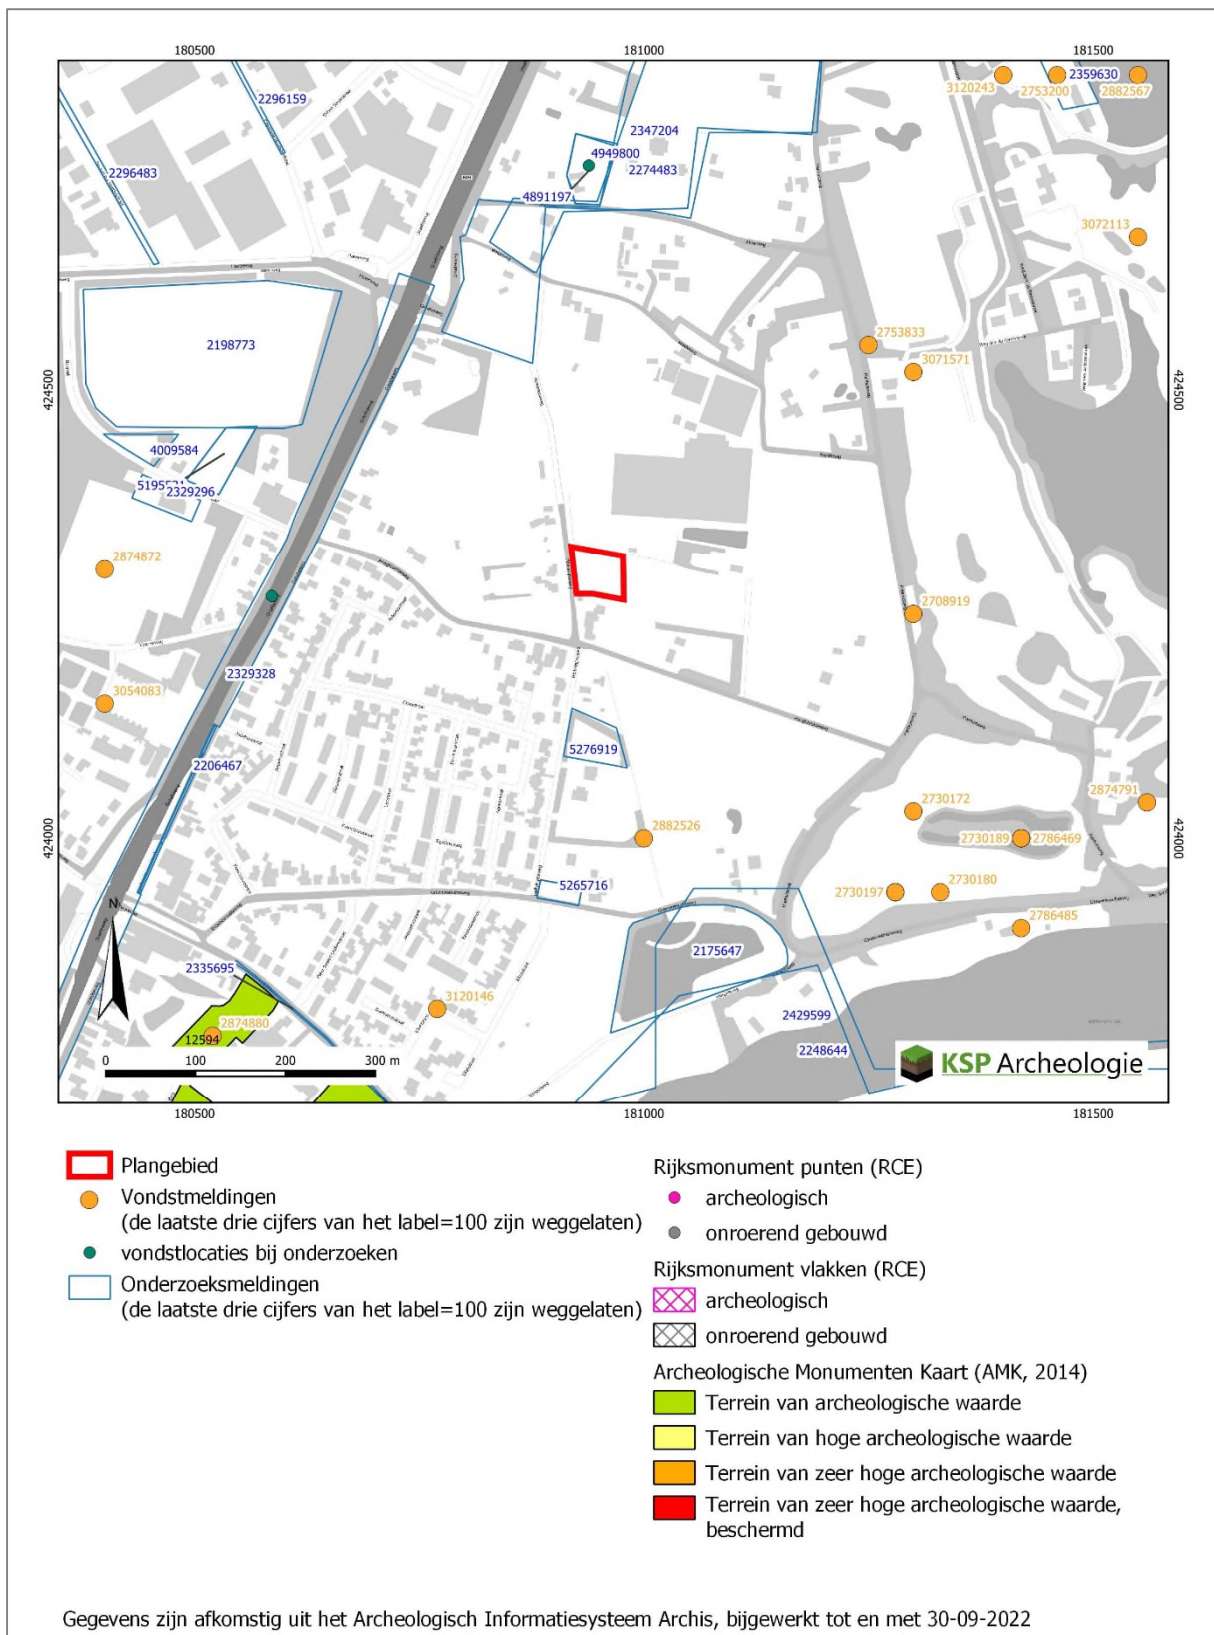 180500 181000 181500
2296159
2296483
2347204
4949800
2274483
4891197
3120243 2753200 2359630 2882567
3072113
2198773
2753833
3071571
424500 424500
4009584
2329296
2874872
2708919
2329328
3054083
2206467
5276919
2874791
2730172
2882526
2730189 2786469
424000 424000
2730197 2730180
5265716
2786485
N
2175647
2335695
3120146
2429599
2874880
12594
2248644
0 100 200 300 m
KSP Archeologie
180500 181000 181500
Plangebied
Vondstmeldingen
(de laatste drie cijfers van het label=100 zijn weggelaten)
vondstlocaties bij onderzoeken
Onderzoeksmeldingen
(de laatste drie cijfers van het label=100 zijn weggelaten)
Rijksmonument punten (RCE)
archeologisch
onroerend gebouwd
Rijksmonument vlakken (RCE)
archeologisch
onroerend gebouwd
Archeologische Monumenten Kaart (AMK, 2014)
Terrein van archeologische waarde
Terrein van hoge archeologische waarde
Terrein van zeer hoge archeologische waarde
Terrein van zeer hoge archeologische waarde,
beschermd
Gegevens zijn afkomstig uit het Archeologisch Informatiesysteem Archis, bijgewerkt tot en met 30-09-2022